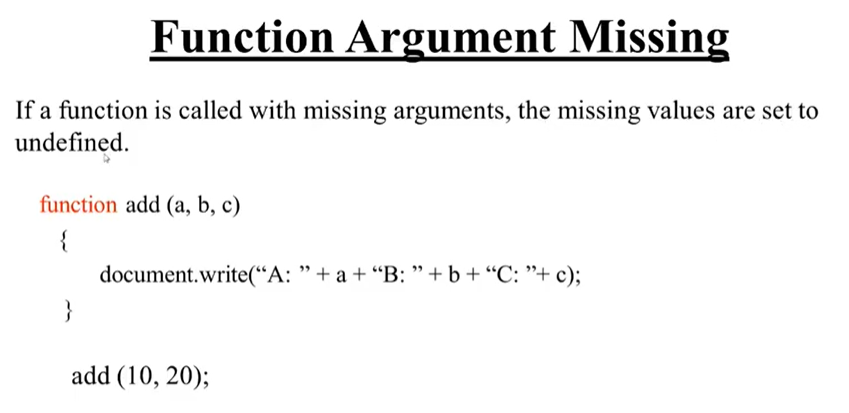 Function Argument Missing
If a function is called with missing arguments, the missing values are set to
undefined.
function add (a, b, c)
{
document.write(“A: ” + a + “B: ” + b + “C: ”+ c);
}
add (10, 20);